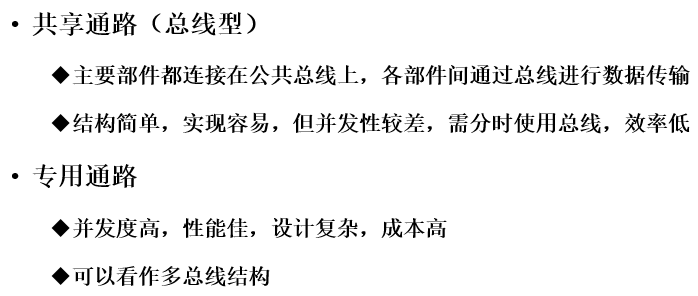 • 共享通路（总线型）
◆主要部件都连接在公共总线上，各部件间通过总线进行数据传输
◆结构简单，实现容易，但并发性较差，需分时使用总线，效率低
• 专用通路
◆并发度高，性能佳，设计复杂，成本高
◆可以看作多总线结构